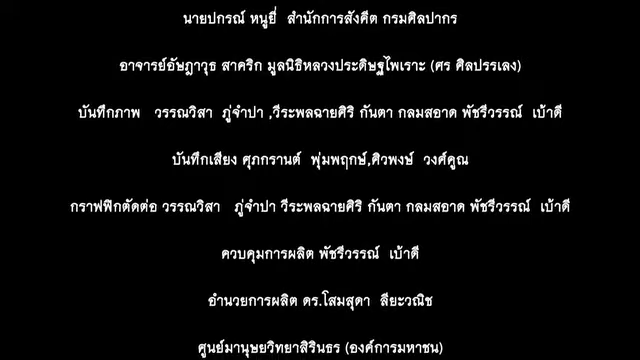 นายปกรณ์ หนูยี่ สำนักการสังคีต กรมศิลปากร
อาจารย์อัษฎาวุธ สาคริก มูลนิธิหลวงประดิษฐไพเราะ (ศร ศิลปรรเลง)
บันทึกภาพ วรรณวิสา ภู่จำปา ,วีระพลฉายศิริ กันตา กลมสอาด พัชรีวรรณ์ เบ้าดี
บันทึกเสียง ศุภกรานต์ พุ่มพฤกษ์,ศิวพงษ์ วงศ์คูณ
กราฟฟิกตัดต่อ วรรณวิสา ภู่จำปา วีระพลฉายศิริ กันตา กลมสอาด พัชรีวรรณ์ เบ้าดี
ควบคุมการผลิต พัชรีวรรณ์ เบ้าดี
อำนวยการผลิต ดร.โสมสุดา ลียะวณิช
ศูนย์มานุษยวิทยาสิรินธร (องค์การมหาชน)